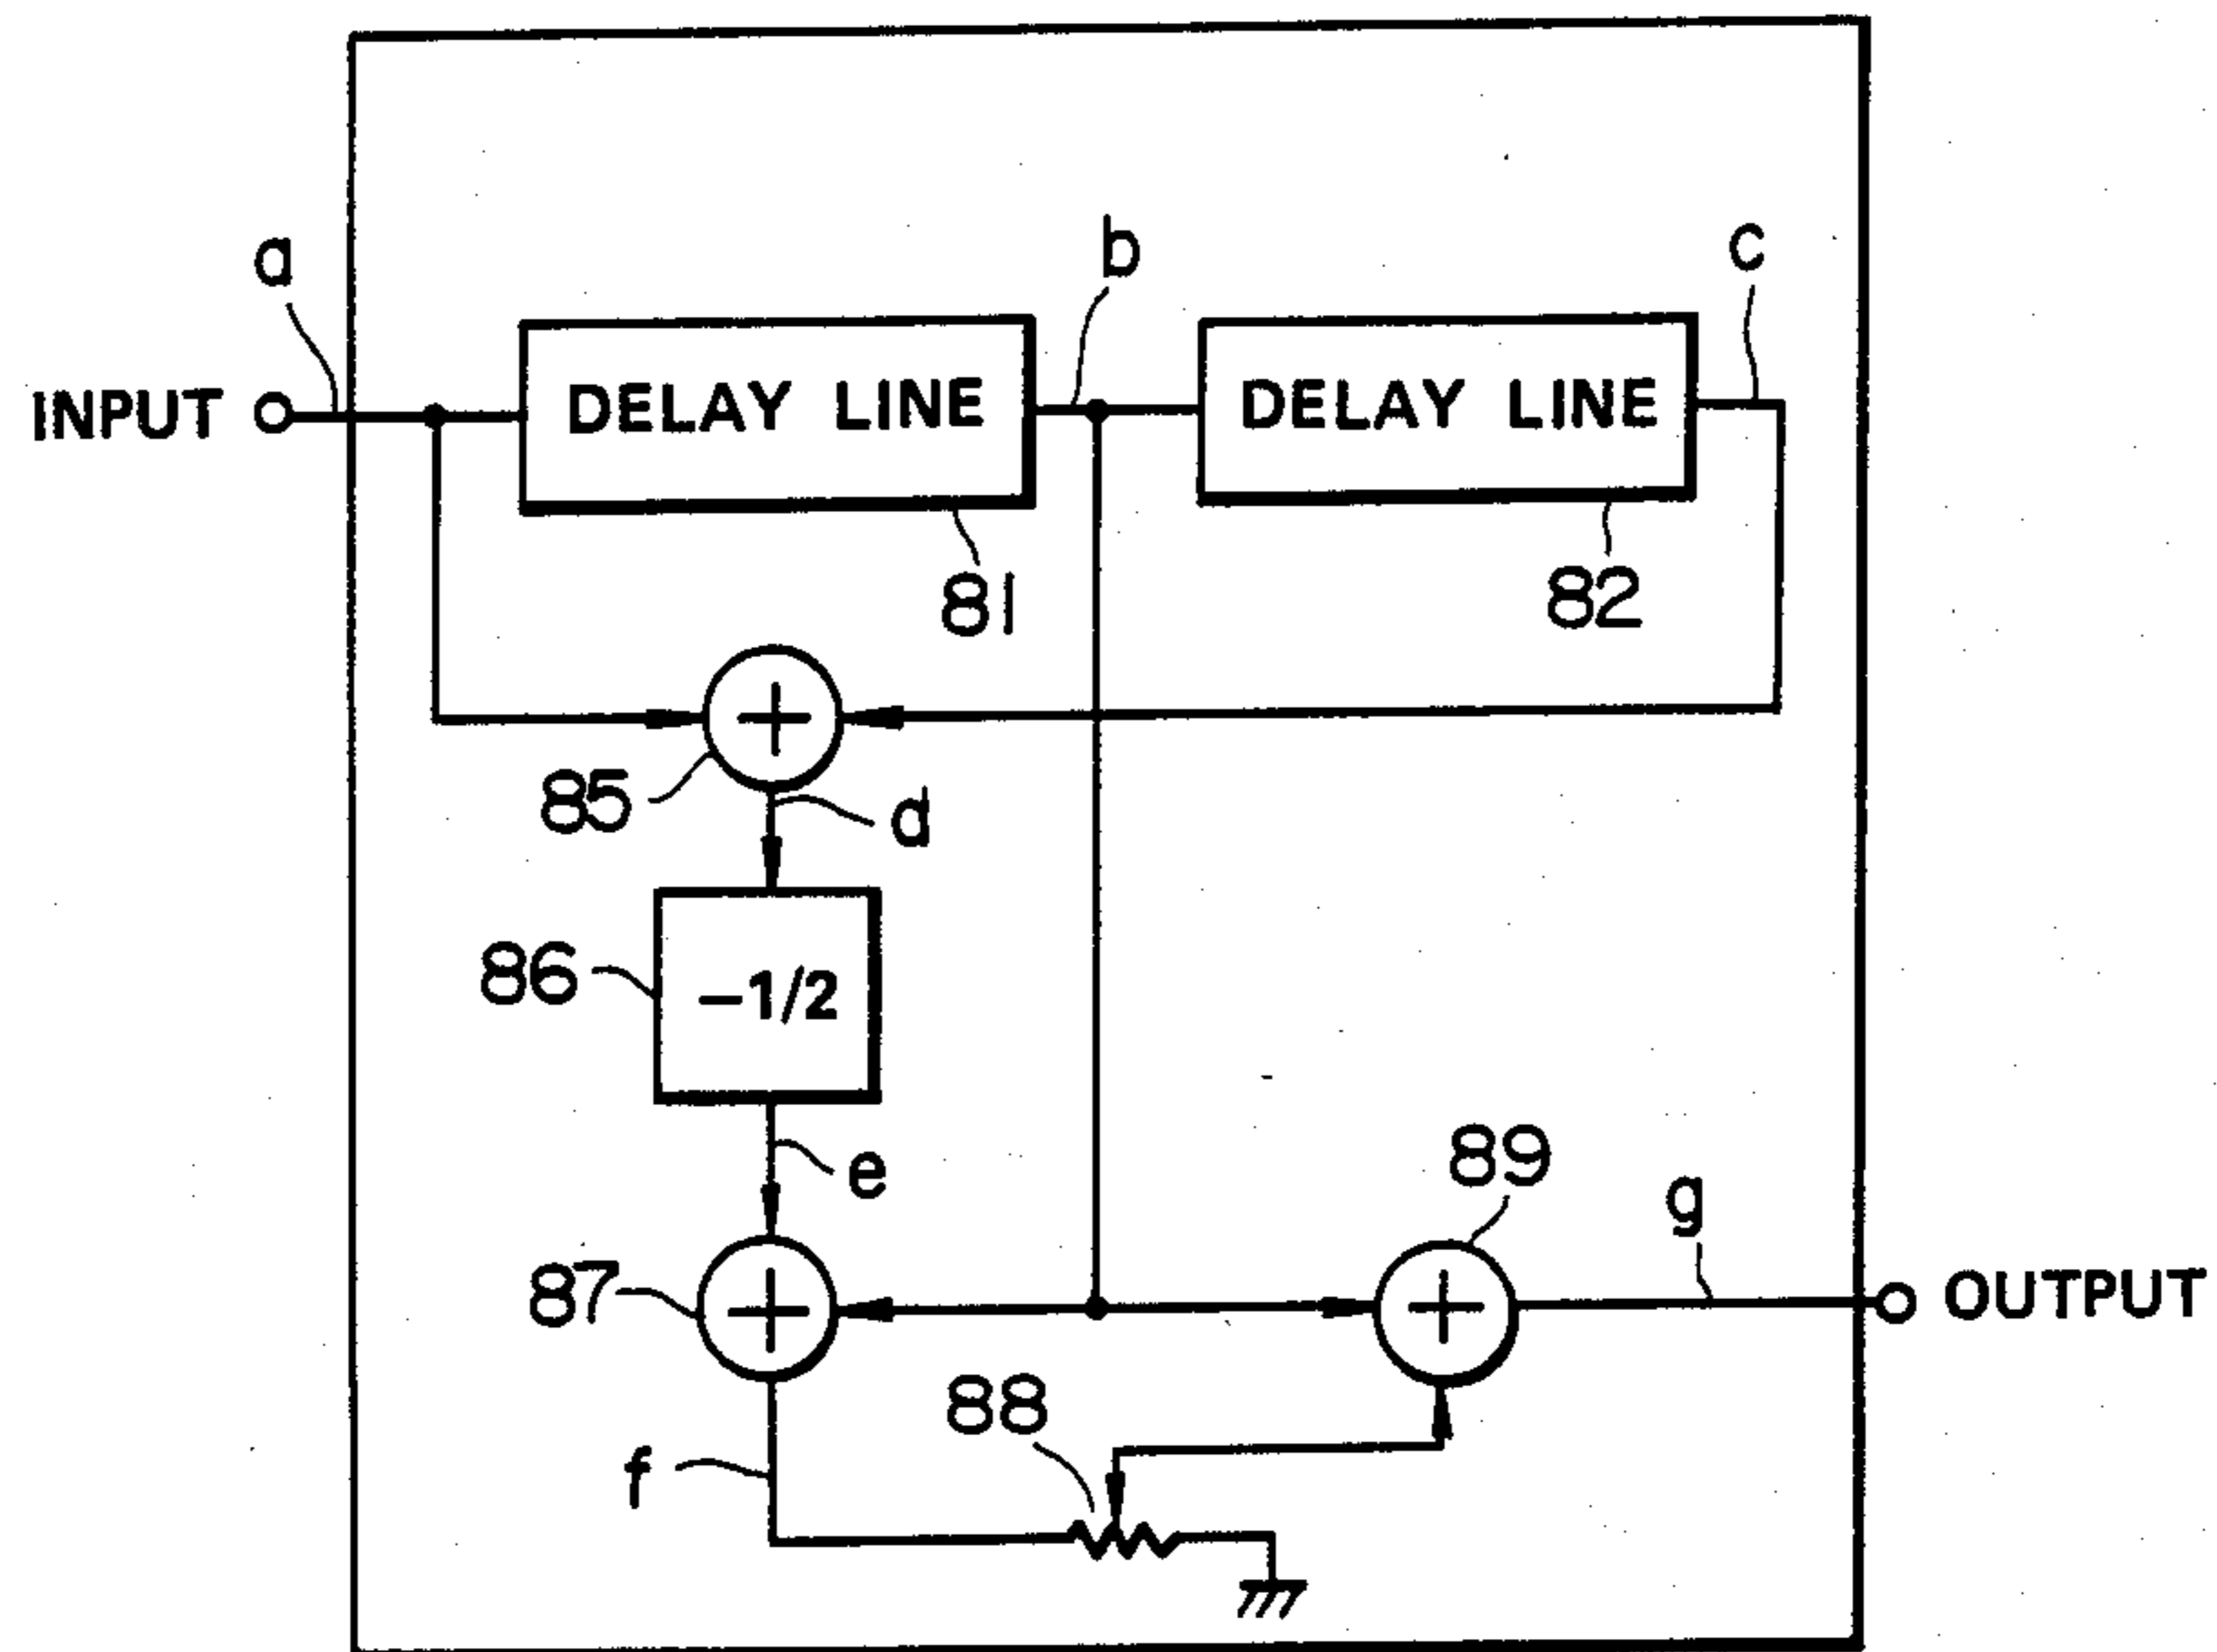 a
b
c
INPUT
DELAY LINE
DELAY LINE
81
82
85
d
86
−1/2
e
89
g
87
OUTPUT
88
f